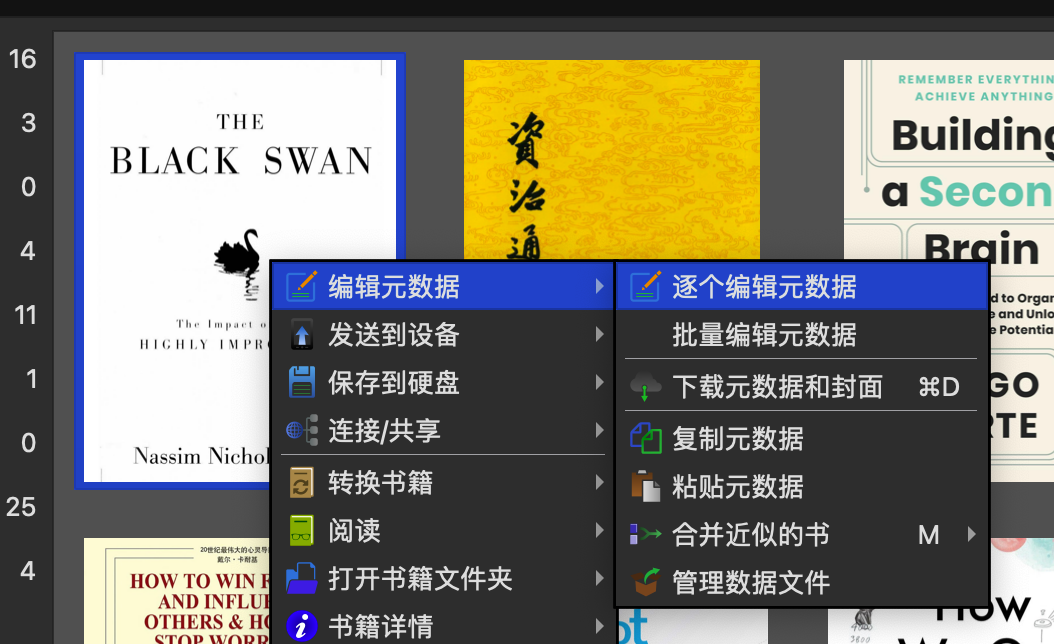 16
3
0
4
11
1
0
25
4
THE
BLACK SWAN
The Impact o
HIGHLY IMPRO
Nassim Nichol
資
治
通
REMEMBER EVERYTHIN
ACHIEVE ANYTHING
Building
a Secon
Brain
d to Organ
e and Unlo
e Potentia
GO
RTE
编辑元数据
发送到设备
保存到硬盘
连接/共享
转换书籍
阅读
打开书籍文件夹
书籍详情
逐个编辑元数据
批量编辑元数据
下载元数据和封面 ⌘D
复制元数据
粘贴元数据
合并近似的书 M
管理数据文件
20世纪最伟大的心灵导
戴尔·卡耐基
HOW TO WIN F
AND INFLUE
OTHERS & HO
STOP WORR
ot
How